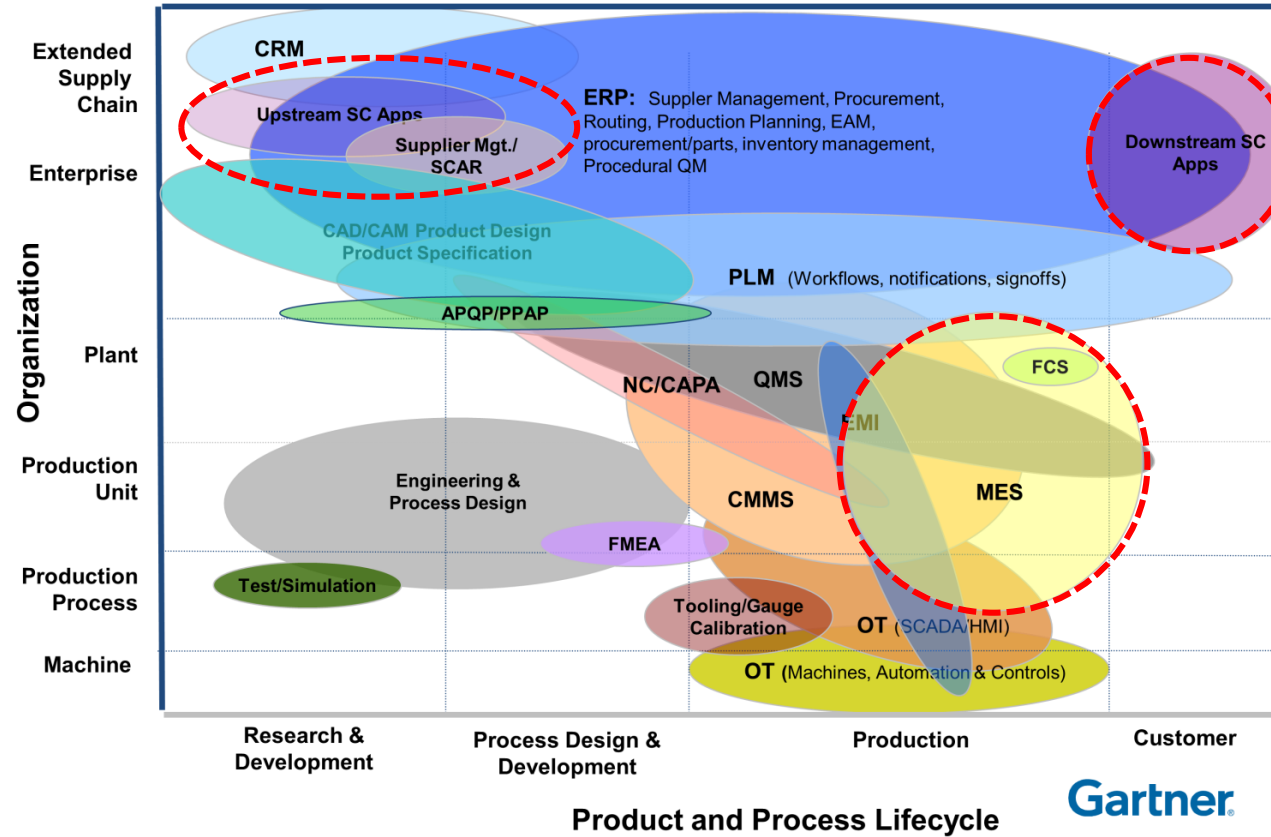 Extended
Supply
Chain
Enterprise
Organization
Plant
Production
Unit
Production
Process
Machine
CRM
Upstream SC Apps
Supplier Mgt./
SCAR
ERP: Suppler Management, Procurement,
Routing, Production Planning, EAM,
procurement/parts, inventory management,
Procedural QM
Downstream SC
Apps
CAD/CAM Product Design
Product Specification
PLM (Workflows, notifications, signoffs)
APQP/PPAP
NC/CAPA
QMS
FCS
EMI
Engineering &
Process Design
CMMS
MES
FMEA
Test/Simulation
Tooling/Gauge
Calibration
OT (SCADA/HMI)
OT (Machines, Automation & Controls)
Research &
Development
Process Design &
Development
Production
Customer
Product and Process Lifecycle
Gartner®